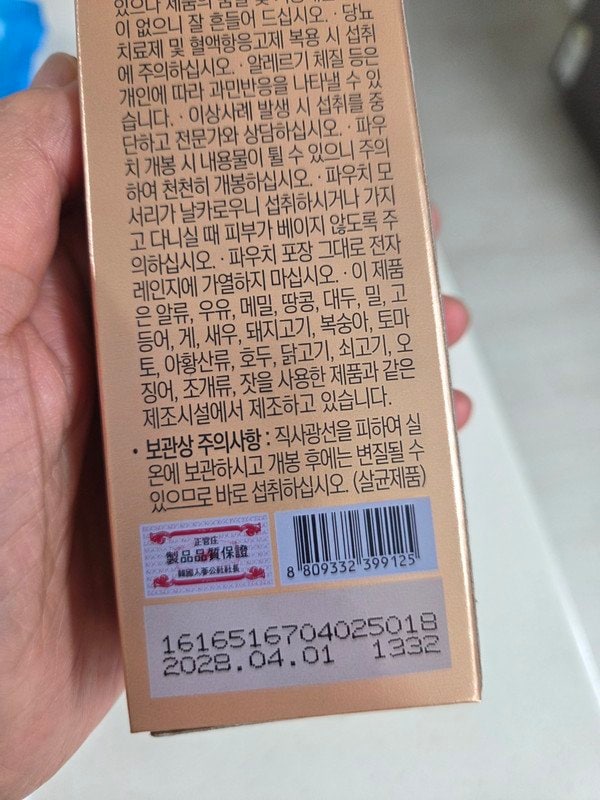 있으나 제품의 품질
이 없으니 잘 흔들어 드십시오. · 당뇨
치료제 및 혈액항응고제 복용 시 섭취
에 주의하십시오. · 알레르기 체질 등은
개인에 따라 과민반응을 나타낼 수 있
습니다. · 이상사례 발생 시 섭취를 중
단하고 전문가와 상담하십시오. · 파우
치 개봉 시 내용물이 튈 수 있으니 주의
하여 천천히 개봉하십시오. · 파우치 모
서리가 날카로우니 섭취하시거나 가지
고 다니실 때 피부가 베이지 않도록 주
의하십시오. · 파우치 포장 그대로 전자
레인지에 가열하지 마십시오. · 이 제품
은 알류, 우유, 메밀, 땅콩, 대두, 밀, 고
등어, 게, 새우, 돼지고기, 복숭아, 토마
토, 아황산류, 호두, 닭고기, 쇠고기, 오
징어, 조개류, 잣을 사용한 제품과 같은
제조시설에서 제조하고 있습니다.
• 보관상 주의사항 : 직사광선을 피하여 실
온에 보관하시고 개봉 후에는 변질될 수
있으므로 바로 섭취하십시오. (살균제품)
正官庄
製品品質保證
韓國人蔘公社社長
8 809332 399125
1616516704025018
2028.04.01 1332